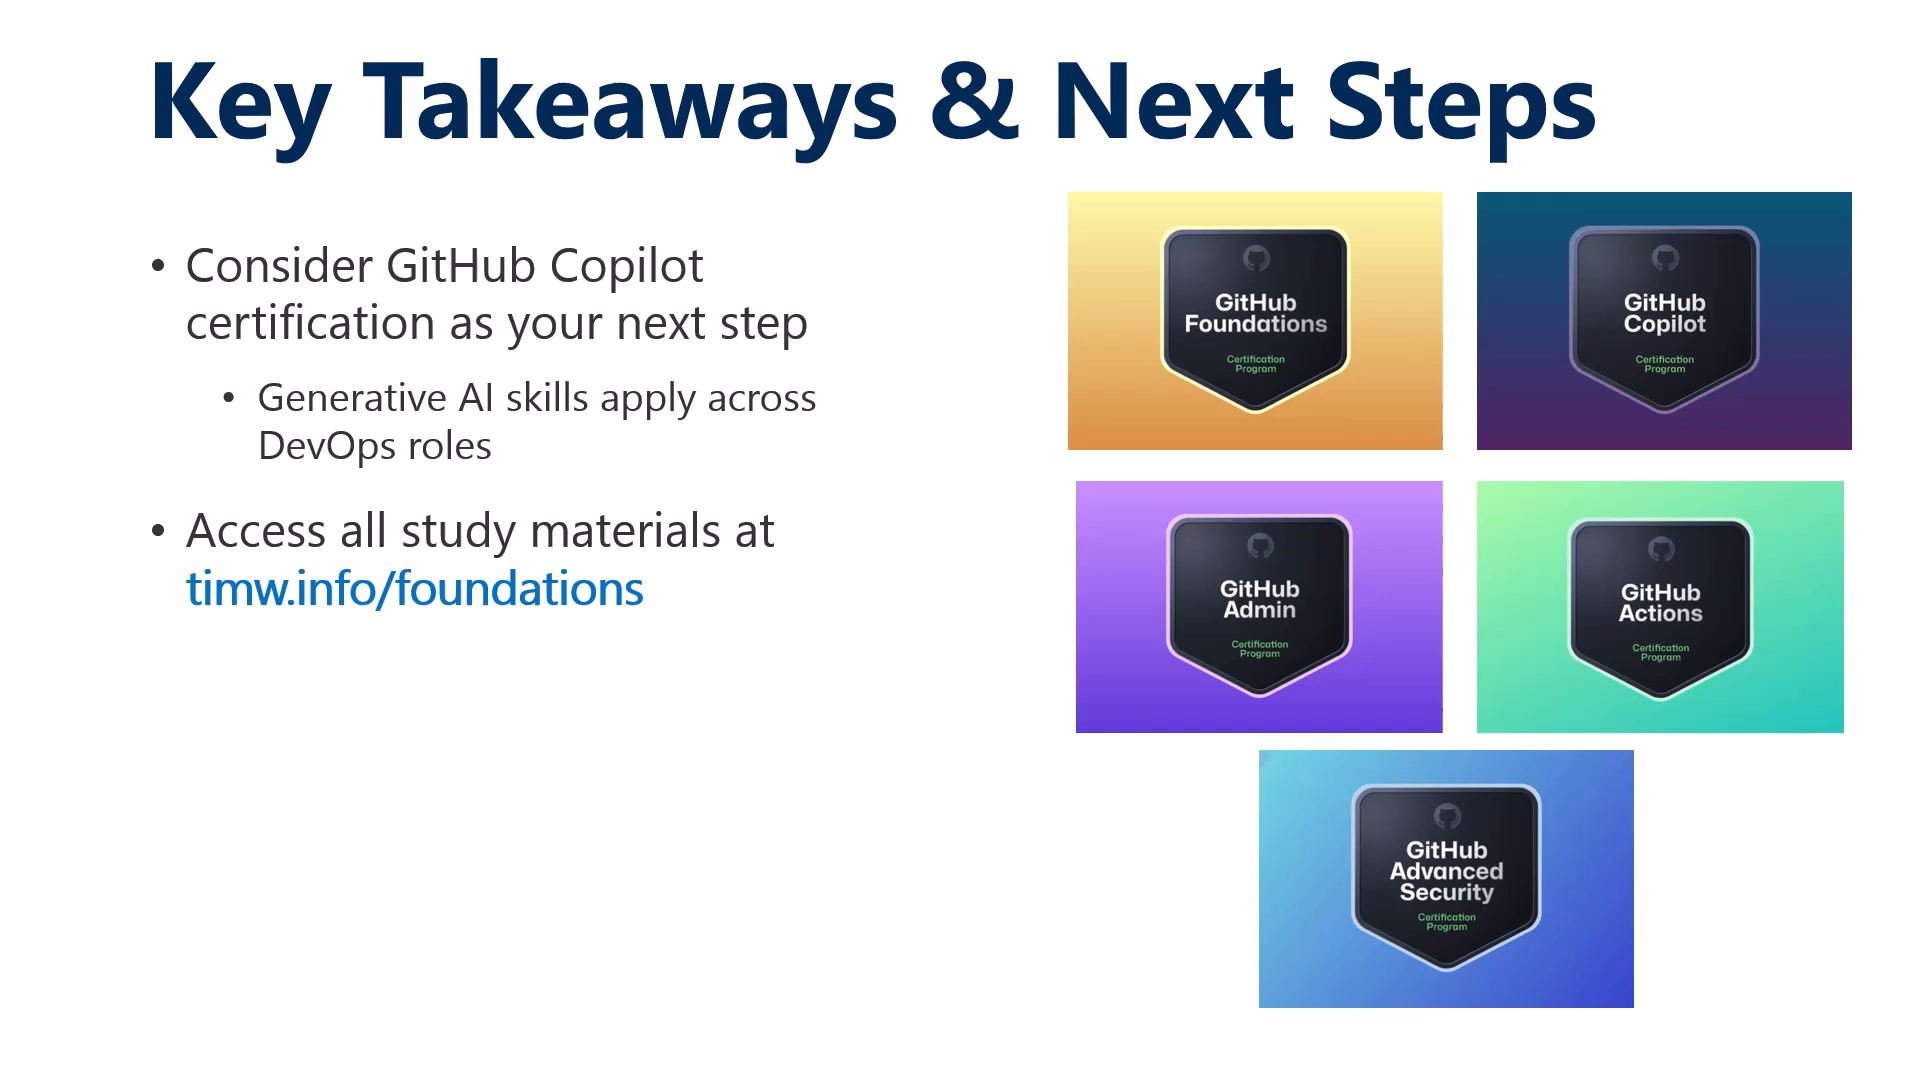 Key Takeaways & Next Steps
• Consider GitHub Copilot
certification as your next step
• Generative AI skills apply across
DevOps roles
• Access all study materials at
timw.info/foundations
GitHub
Foundations
Certification
Program
GitHub
Copilot
Certification
Program
GitHub
Admin
Certification
Program
GitHub
Actions
Certification
Program
GitHub
Advanced
Security
Certification
Program